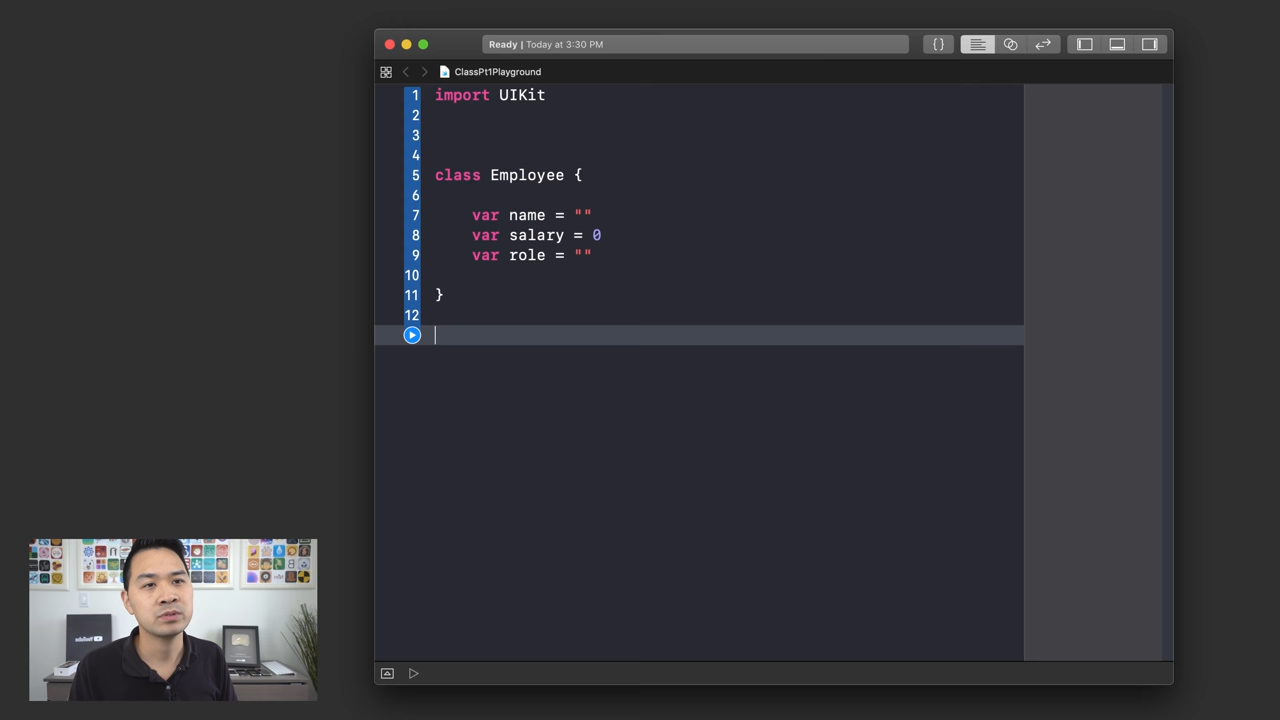 Ready | Today at 3:30 PM
{}
ClassPt1Playground
1 import UIKit
2
3
4
5 class Employee {
6
7 var name = ""
8 var salary = 0
9 var role = ""
10
11 }
12
YouTube